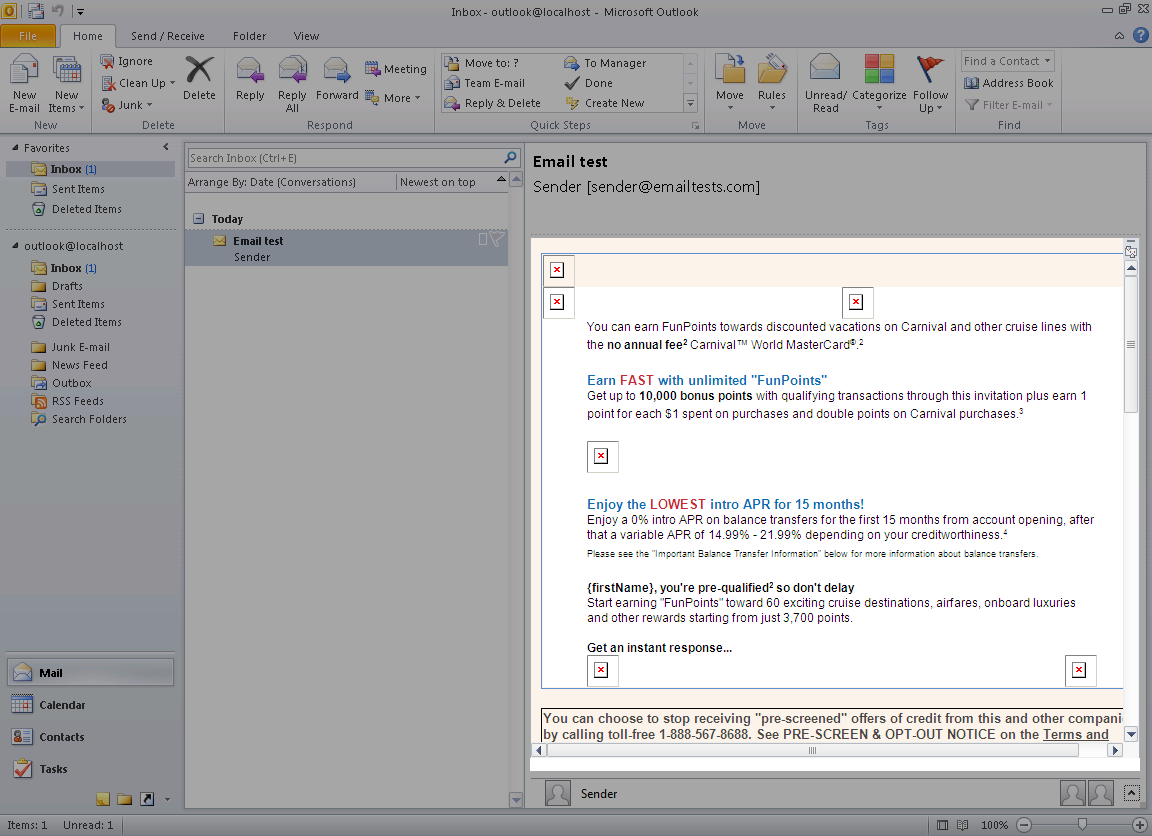 Inbox - outlook@localhost - Microsoft Outlook
File Home Send / Receive Folder View
New E-mail
New Items
New
Ignore
Clean Up
Junk
Delete
Delete
Reply
Reply All
Forward
Meeting
More
Respond
Move to: ?
Team E-mail
Reply & Delete
To Manager
Done
Create New
Quick Steps
Move
Rules
Move
Unread/ Read
Categorize
Follow Up
Tags
Find a Contact
Address Book
Filter E-mail
Find
Favorites
Inbox (1)
Sent Items
Deleted Items
outlook@localhost
Inbox (1)
Drafts
Sent Items
Deleted Items
Junk E-mail
News Feed
Outbox
RSS Feeds
Search Folders
Mail
Calendar
Contacts
Tasks
Search Inbox (Ctrl+E)
Arrange By: Date (Conversations) Newest on top
Today
Email test
Sender
Email test
Sender [sender@emailtests.com]
You can earn FunPoints towards discounted vacations on Carnival and other cruise lines with
the no annual fee² Carnival™ World MasterCard®.²
Earn FAST with unlimited "FunPoints"
Get up to 10,000 bonus points with qualifying transactions through this invitation plus earn 1
point for each $1 spent on purchases and double points on Carnival purchases.³
Enjoy the LOWEST intro APR for 15 months!
Enjoy a 0% intro APR on balance transfers for the first 15 months from account opening, after
that a variable APR of 14.99% - 21.99% depending on your creditworthiness.⁴
Please see the "Important Balance Transfer Information" below for more information about balance transfers.
{firstName}, you're pre-qualified² so don't delay
Start earning "FunPoints" toward 60 exciting cruise destinations, airfares, onboard luxuries
and other rewards starting from just 3,700 points.
Get an instant response...
You can choose to stop receiving "pre-screened" offers of credit from this and other compani
by calling toll-free 1-888-567-8688. See PRE-SCREEN & OPT-OUT NOTICE on the Terms and
Sender
Items: 1 Unread: 1
100%